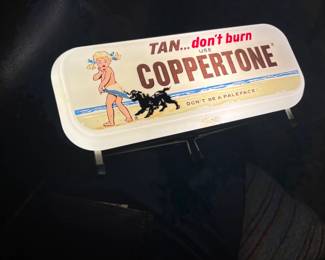 TAN...don't burn
USE
COPPERTONE®
DON'T BE A PALEFACE